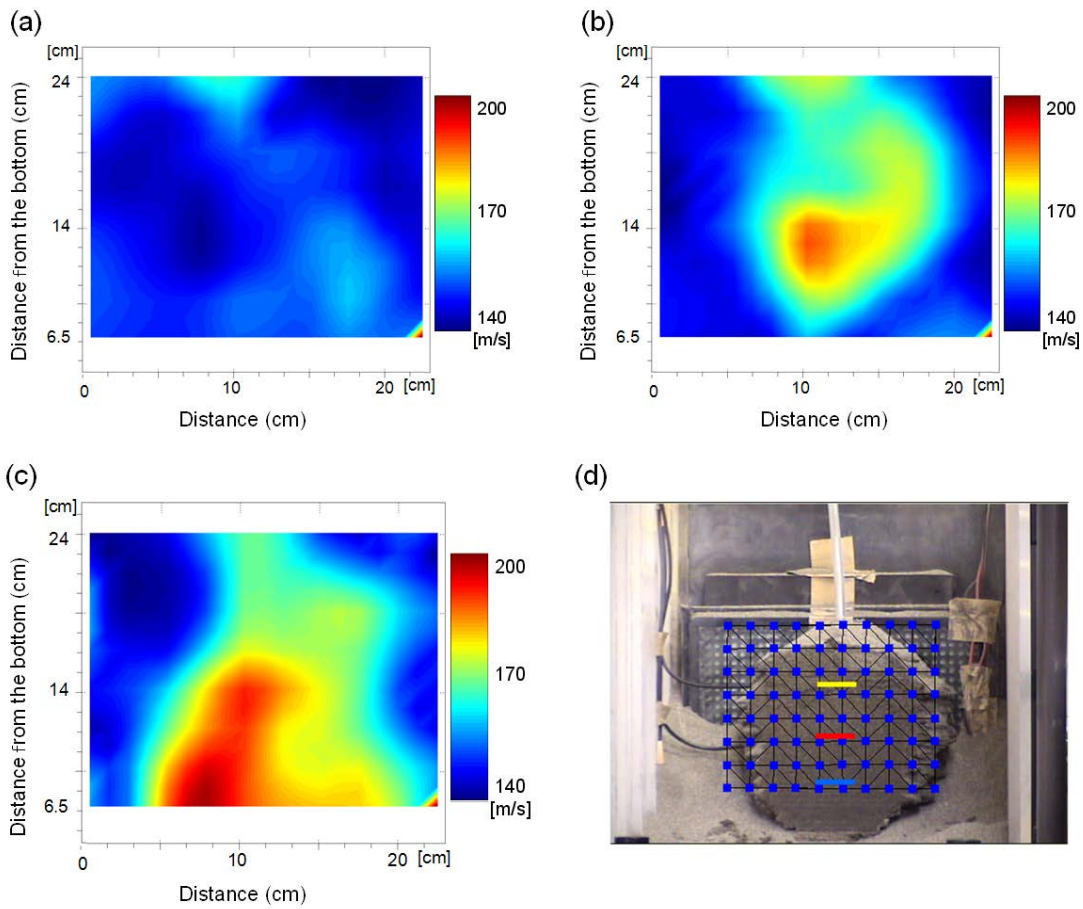 (a)
[cm]
24
14
6.5
Distance from the bottom (cm)
0
10
20
[cm]
Distance (cm)
200
170
140
[m/s]
(b)
[cm]
24
14
6.5
Distance from the bottom (cm)
0
10
20
[cm]
Distance (cm)
200
170
140
[m/s]
(c)
[cm]
24
14
6.5
Distance from the bottom (cm)
0
10
20
[cm]
Distance (cm)
200
170
140
[m/s]
(d)